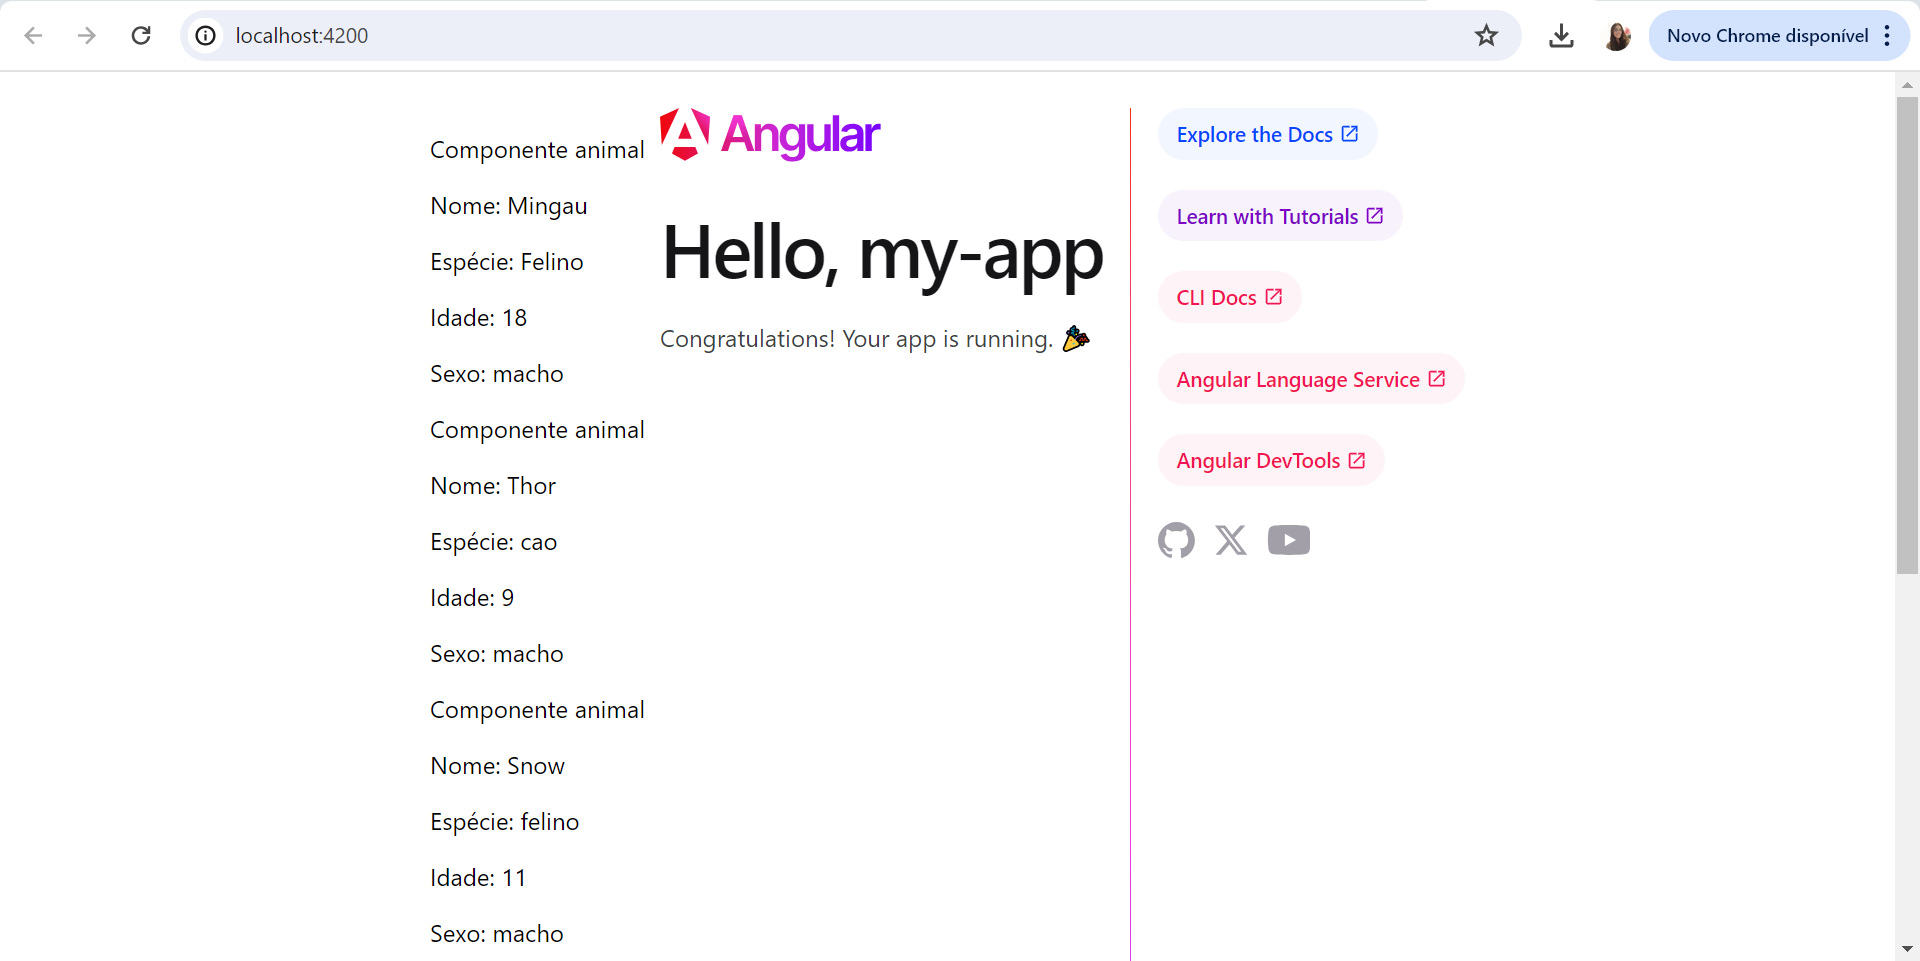 localhost:4200
Novo Chrome disponível
Componente animal
Nome: Mingau
Espécie: Felino
Idade: 18
Sexo: macho
Componente animal
Nome: Thor
Espécie: cao
Idade: 9
Sexo: macho
Componente animal
Nome: Snow
Espécie: felino
Idade: 11
Sexo: macho
Angular
Hello, my-app
Congratulations! Your app is running. 🎉
Explore the Docs
Learn with Tutorials
CLI Docs
Angular Language Service
Angular DevTools